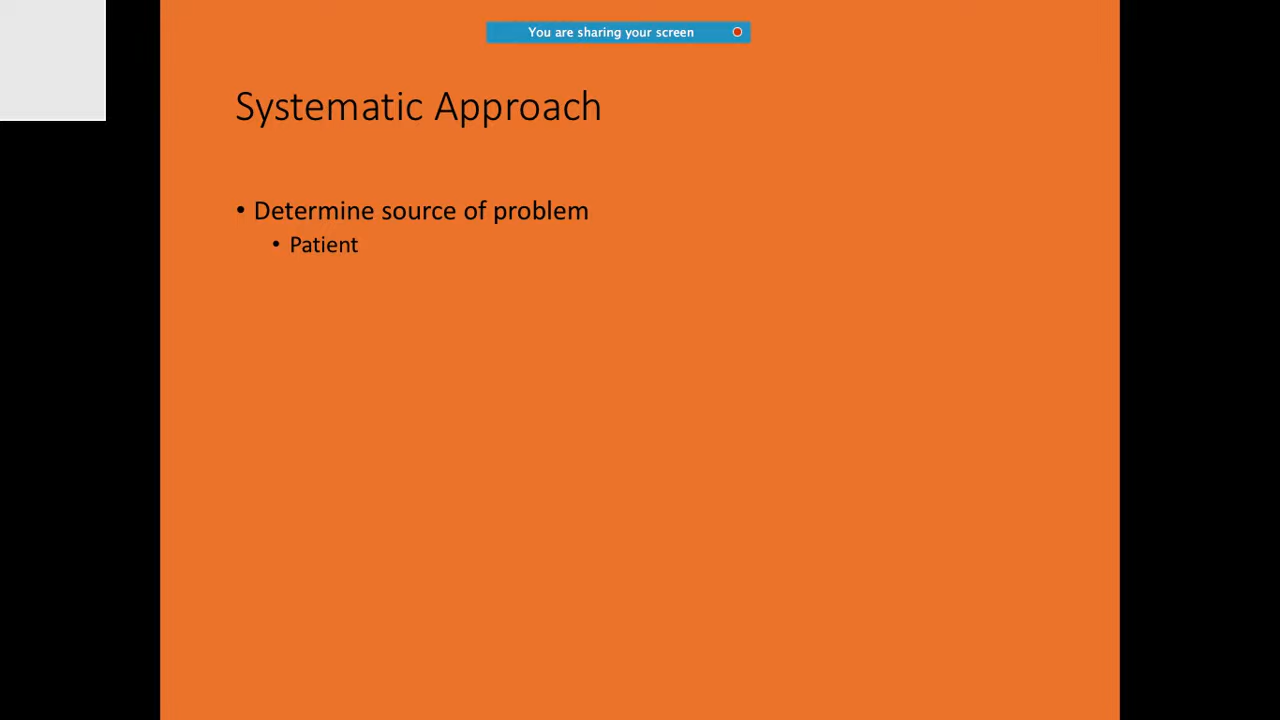 You are sharing your screen
Systematic Approach
• Determine source of problem
• Patient